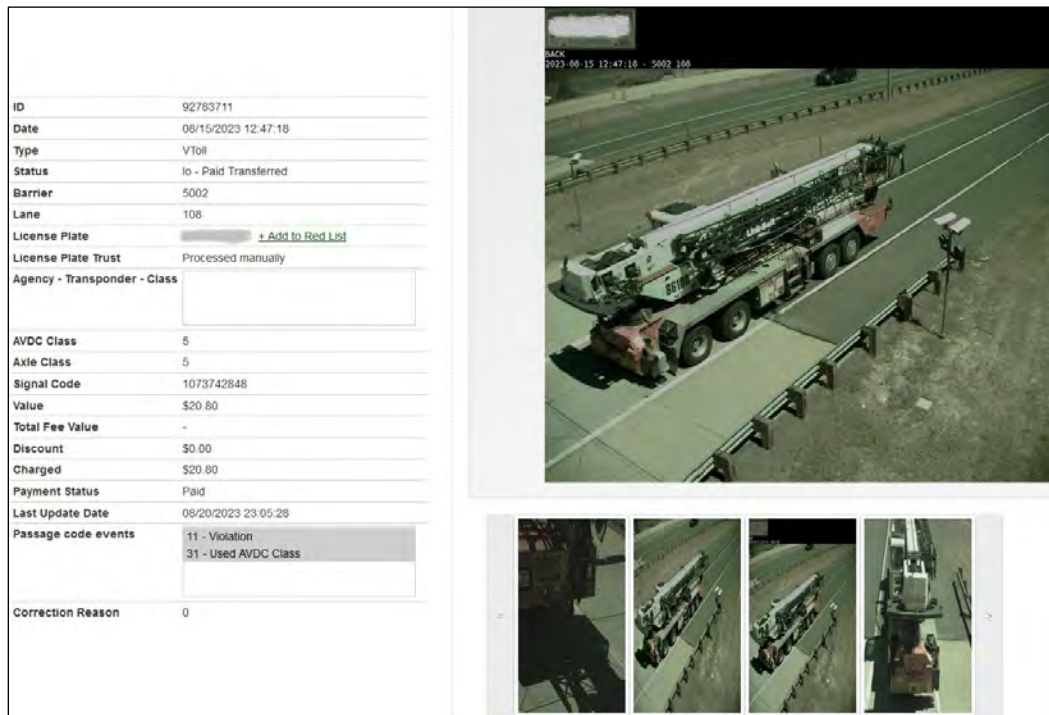 ID 92783711
Date 08/15/2023 12:47:18
Type VToll
Status Io - Paid Transferred
Barrier 5002
Lane 108
License Plate + Add to Red List
License Plate Trust Processed manually
Agency - Transponder - Class
AVDC Class 5
Axle Class 5
Signal Code 1073742848
Value $20.80
Total Fee Value -
Discount $0.00
Charged $20.80
Payment Status Paid
Last Update Date 08/20/2023 23:05:28
Passage code events 11 - Violation
31 - Used AVDC Class
Correction Reason 0
BACK
2023-08-15 12:47:18 - 5002 108